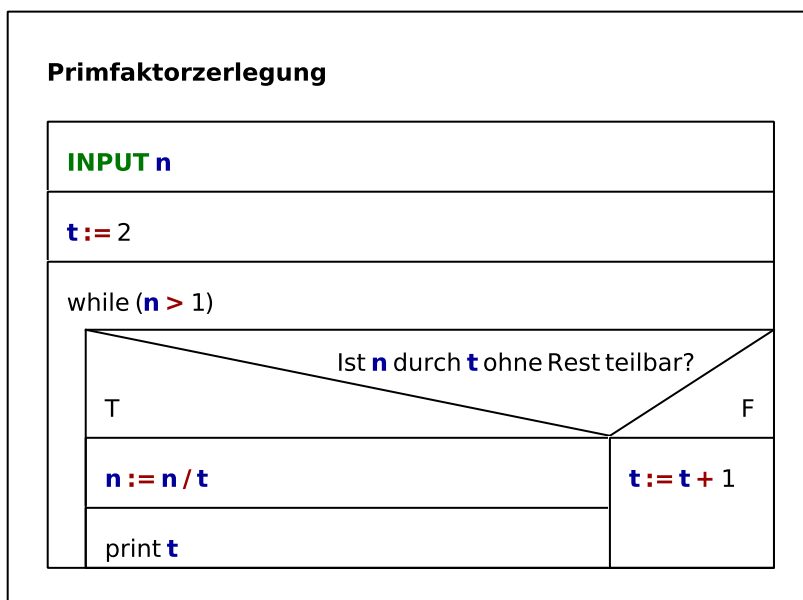 Primfaktorzerlegung
INPUT n
t := 2
while (n > 1)
Ist n durch t ohne Rest teilbar?
T
F
n := n / t
t := t + 1
print t